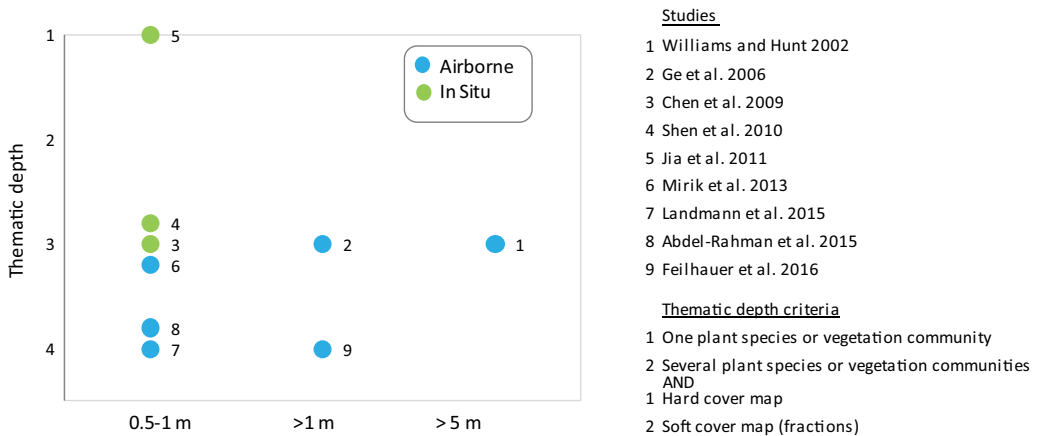 1
5
Airborne
In Situ
2
Thematic depth
4
3
3
2
1
6
8
4
7
9
0.5-1 m
>1 m
> 5 m
Studies
1 Williams and Hunt 2002
2 Ge et al. 2006
3 Chen et al. 2009
4 Shen et al. 2010
5 Jia et al. 2011
6 Mirik et al. 2013
7 Landmann et al. 2015
8 Abdel-Rahman et al. 2015
9 Feilhauer et al. 2016
Thematic depth criteria
1 One plant species or vegetation community
2 Several plant species or vegetation communities
AND
1 Hard cover map
2 Soft cover map (fractions)